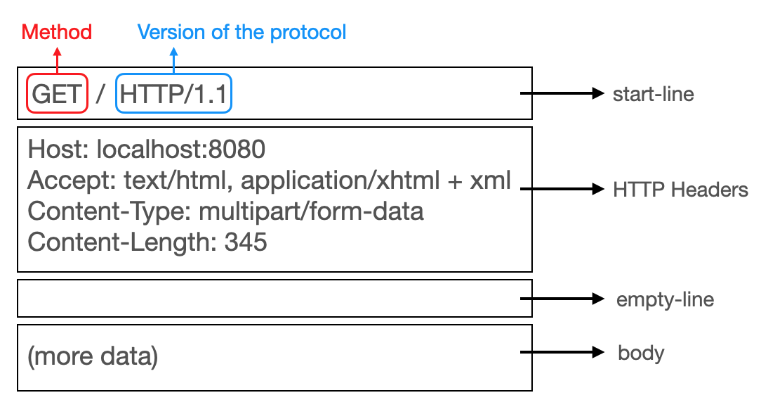 Method
Version of the protocol
GET / HTTP/1.1
start-line
Host: localhost:8080
Accept: text/html, application/xhtml + xml
Content-Type: multipart/form-data
Content-Length: 345
HTTP Headers
empty-line
(more data)
body